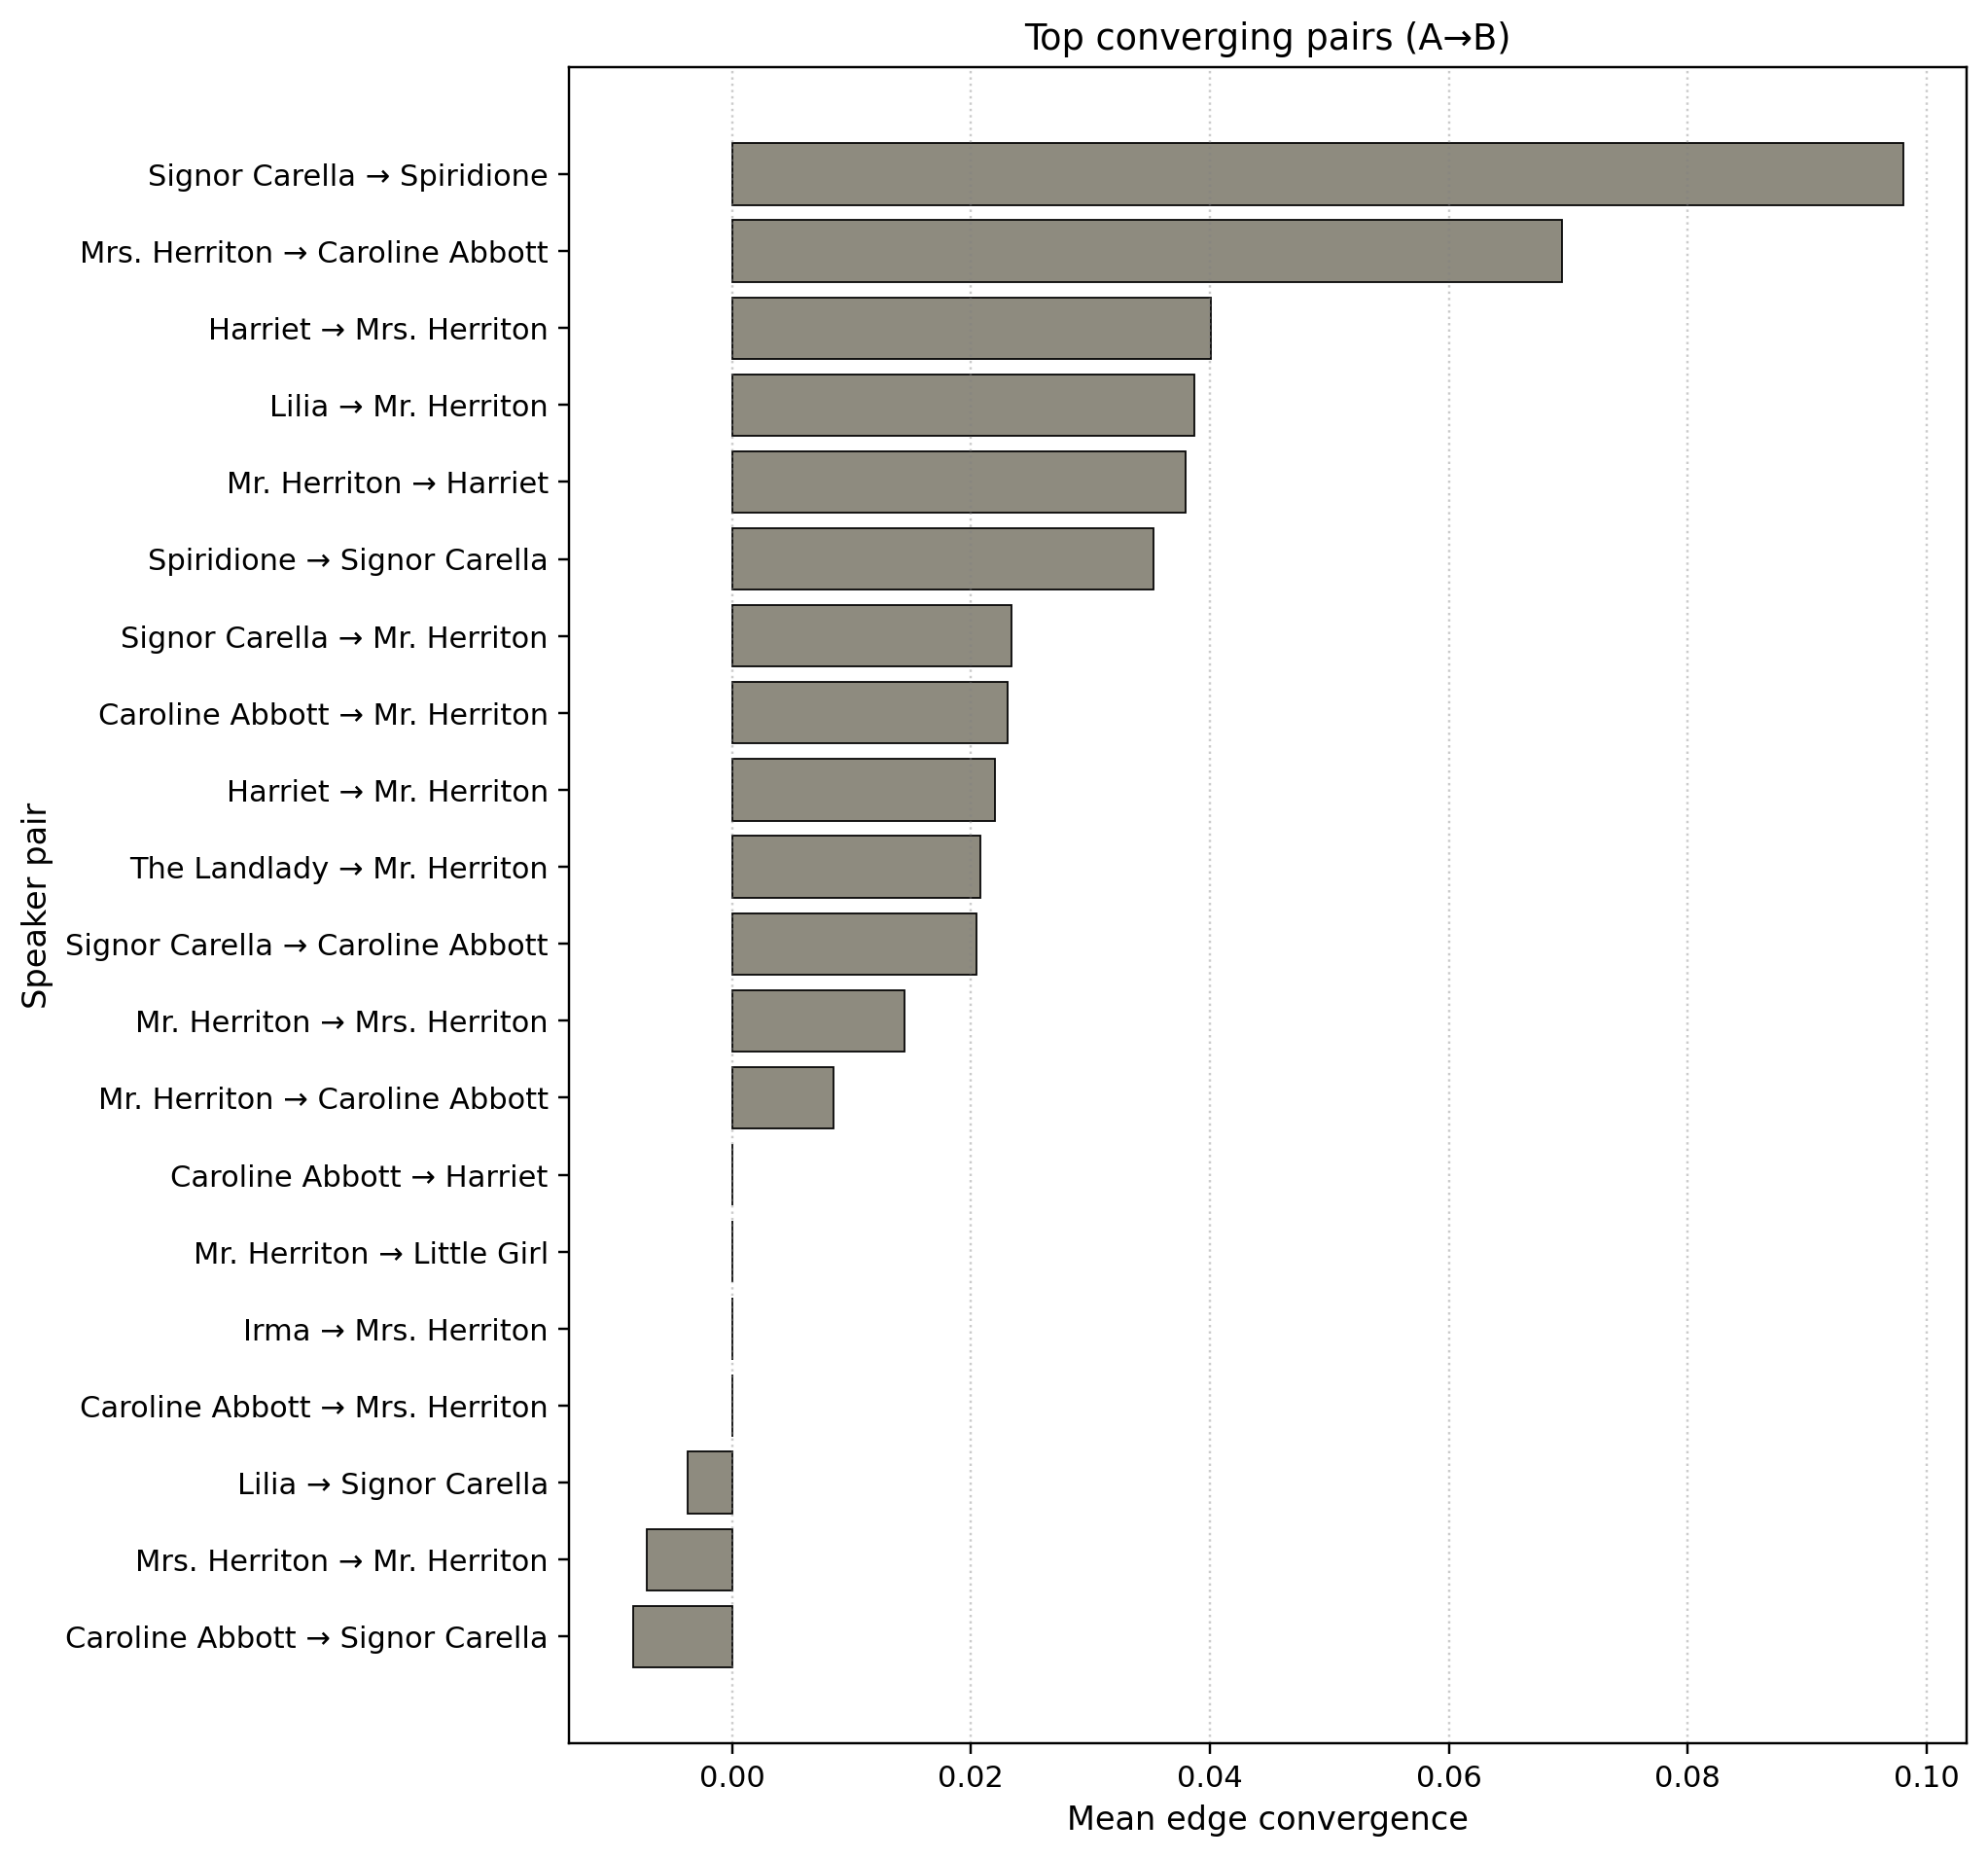 Top converging pairs (A→B)
Speaker pair
Signor Carella → Spiridione
Mrs. Herriton → Caroline Abbott
Harriet → Mrs. Herriton
Lilia → Mr. Herriton
Mr. Herriton → Harriet
Spiridione → Signor Carella
Signor Carella → Mr. Herriton
Caroline Abbott → Mr. Herriton
Harriet → Mr. Herriton
The Landlady → Mr. Herriton
Signor Carella → Caroline Abbott
Mr. Herriton → Mrs. Herriton
Mr. Herriton → Caroline Abbott
Caroline Abbott → Harriet
Mr. Herriton → Little Girl
Irma → Mrs. Herriton
Caroline Abbott → Mrs. Herriton
Lilia → Signor Carella
Mrs. Herriton → Mr. Herriton
Caroline Abbott → Signor Carella
0.00 0.02 0.04 0.06 0.08 0.10
Mean edge convergence